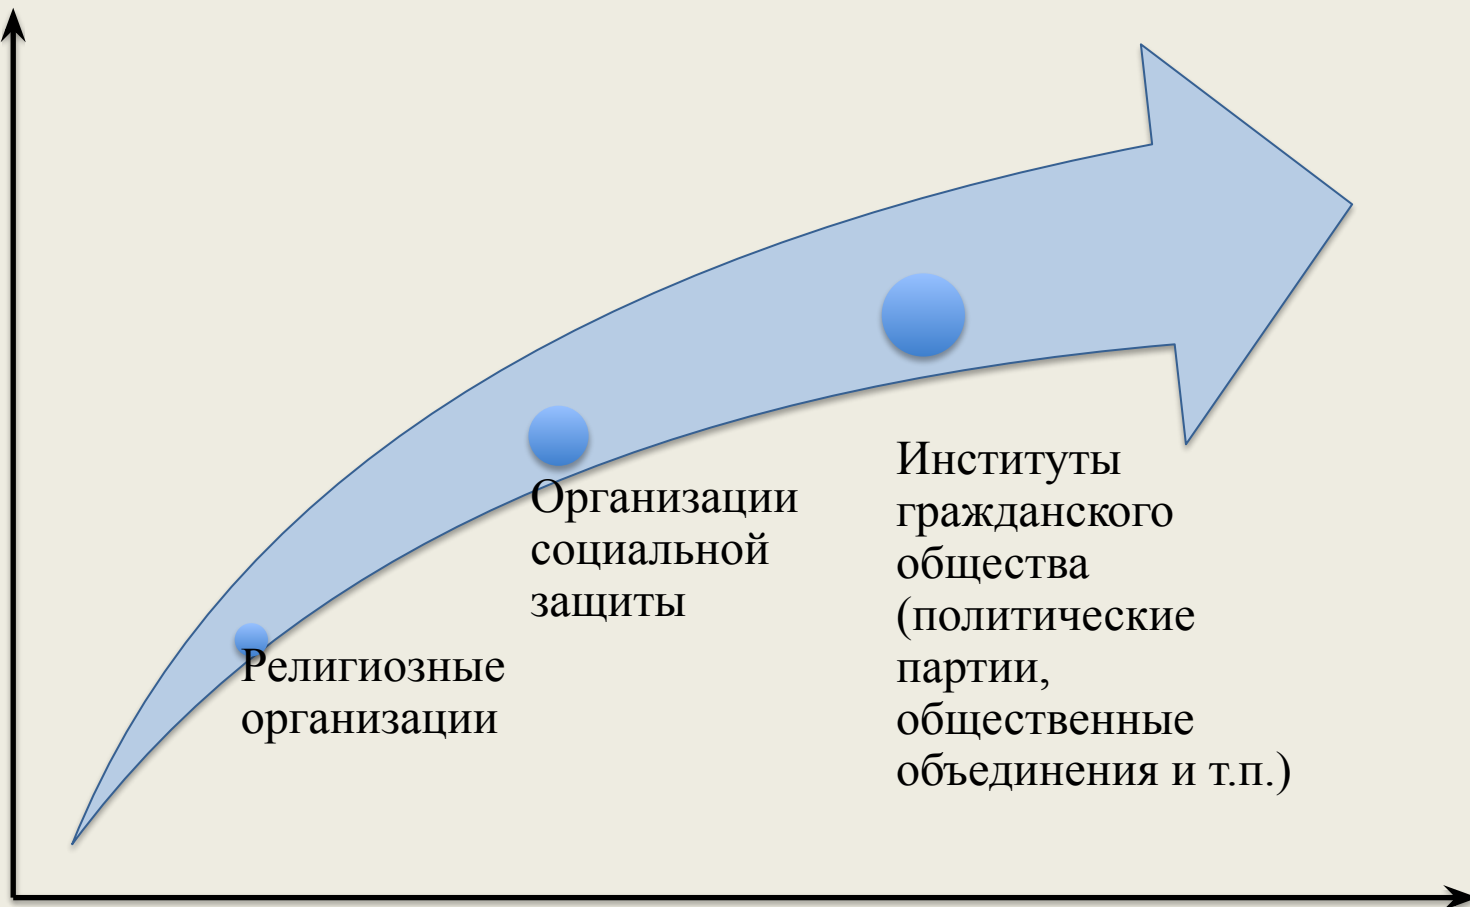 Религиозные
организации
Организации
социальной
защиты
Институты
гражданского
общества
(политические
партии,
общественные
объединения и т.п.)